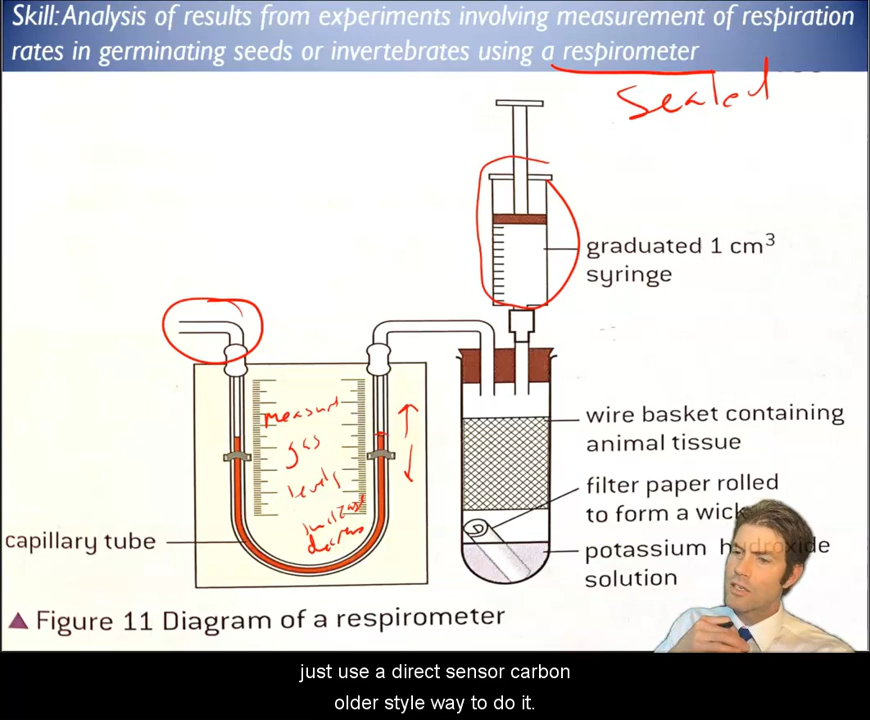 Skill: Analysis of results from experiments involving measurement of respiration
rates in germinating seeds or invertebrates using a respirometer
Sealed
graduated 1 cm³
syringe
measure
gas
levels
increase
decrease
wire basket containing
animal tissue
filter paper rolled
to form a wick
capillary tube
potassium hydroxide
solution
▲ Figure 11 Diagram of a respirometer
just use a direct sensor carbon
older style way to do it.